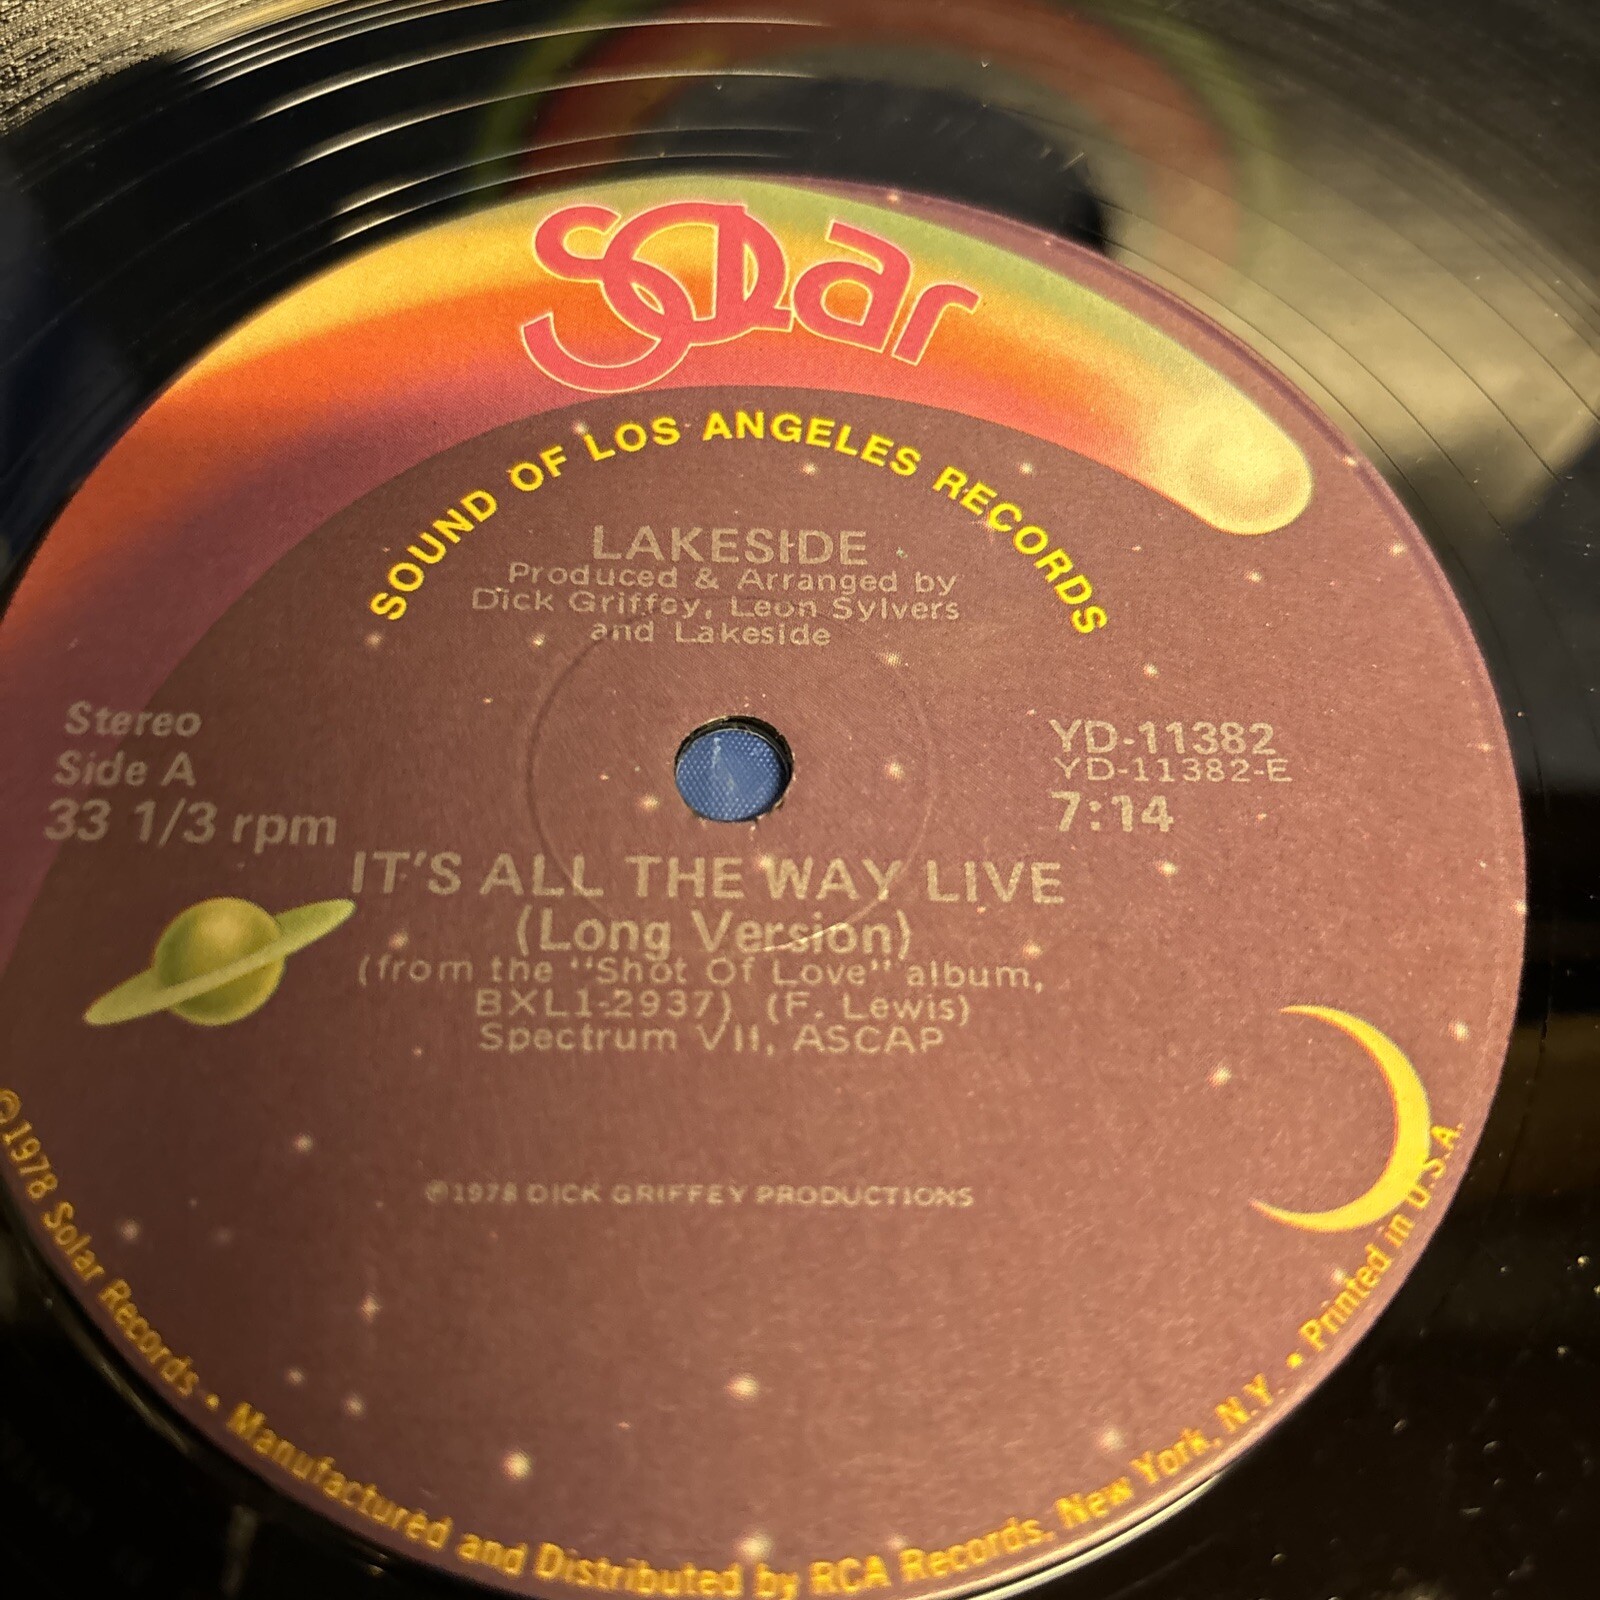 solar
SOUND OF LOS ANGELES RECORDS
LAKESIDE
Produced & Arranged by
Dick Griffey, Leon Sylvers
and Lakeside
Stereo
Side A
33 1/3 rpm
YD-11382
YD-11382-E
7:14
IT'S ALL THE WAY LIVE
(Long Version)
(from the "Shot Of Love" album,
BXL1-2937) (F. Lewis)
Spectrum VII, ASCAP
℗1978 DICK GRIFFEY PRODUCTIONS
©1978 Solar Records • Manufactured and Distributed by RCA Records, New York, N.Y. • Printed in U.S.A.